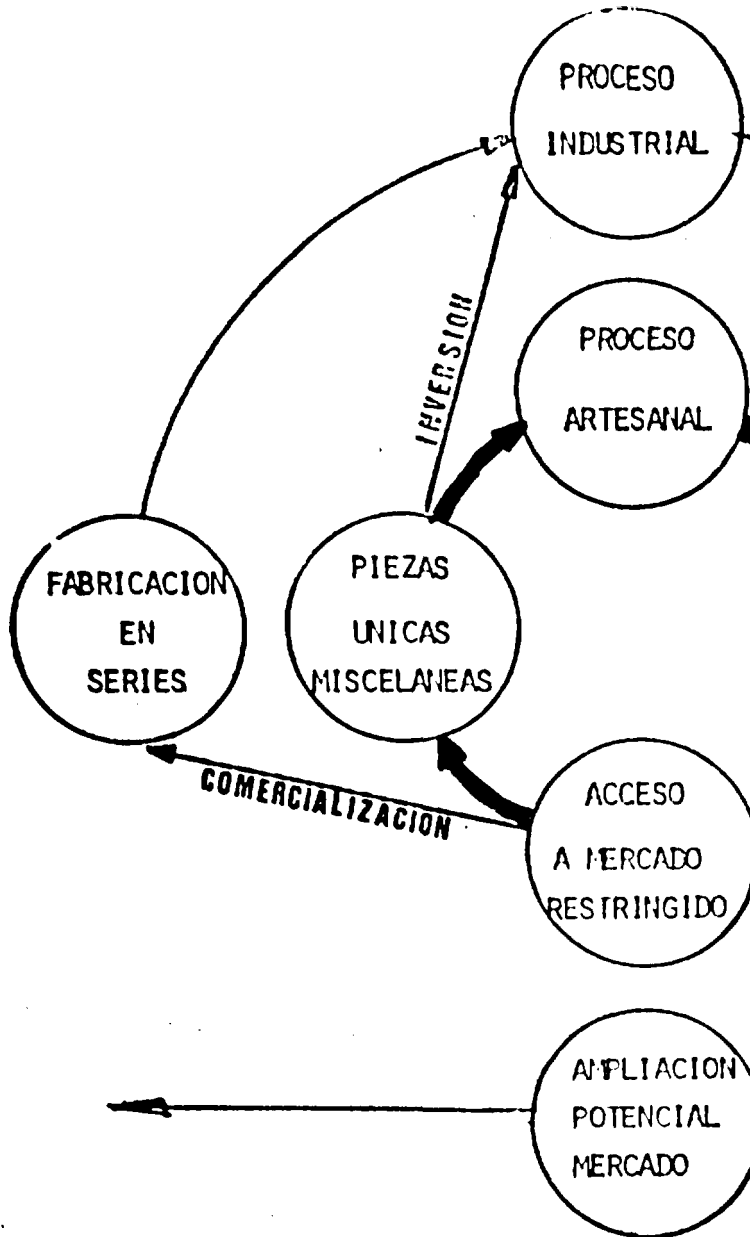 PROCESO
INDUSTRIAL
PROCESO
ARTESANAL
INVERSION
FABRICACION
EN
SERIES
PIEZAS
UNICAS
MISCELANEAS
COMERCIALIZACION
ACCESO
A MERCADO
RESTRINGIDO
AMPLIACION
POTENCIAL
MERCADO